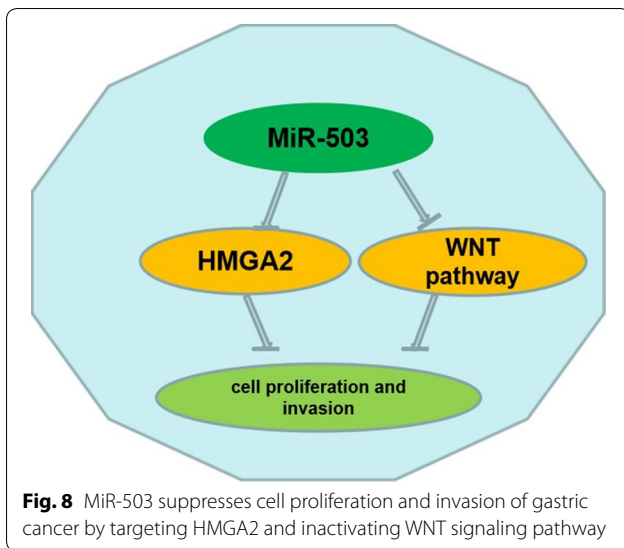 MiR-503
HMGA2
WNT
pathway
cell proliferation and
invasion
Fig. 8 MiR-503 suppresses cell proliferation and invasion of gastric
cancer by targeting HMGA2 and inactivating WNT signaling pathway